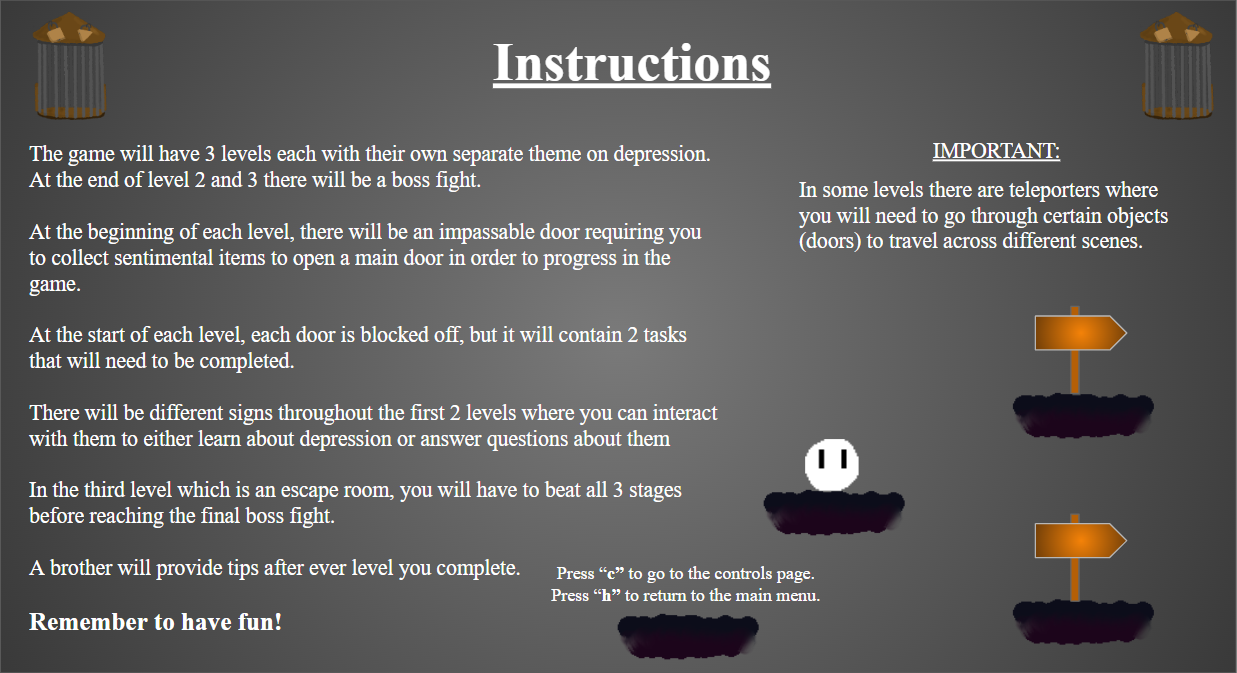 Instructions
The game will have 3 levels each with their own separate theme on depression.
At the end of level 2 and 3 there will be a boss fight.
At the beginning of each level, there will be an impassable door requiring you
to collect sentimental items to open a main door in order to progress in the
game.
At the start of each level, each door is blocked off, but it will contain 2 tasks
that will need to be completed.
There will be different signs throughout the first 2 levels where you can interact
with them to either learn about depression or answer questions about them
In the third level which is an escape room, you will have to beat all 3 stages
before reaching the final boss fight.
A brother will provide tips after ever level you complete.
Remember to have fun!
IMPORTANT:
In some levels there are teleporters where
you will need to go through certain objects
(doors) to travel across different scenes.
Press “c” to go to the controls page.
Press “h” to return to the main menu.